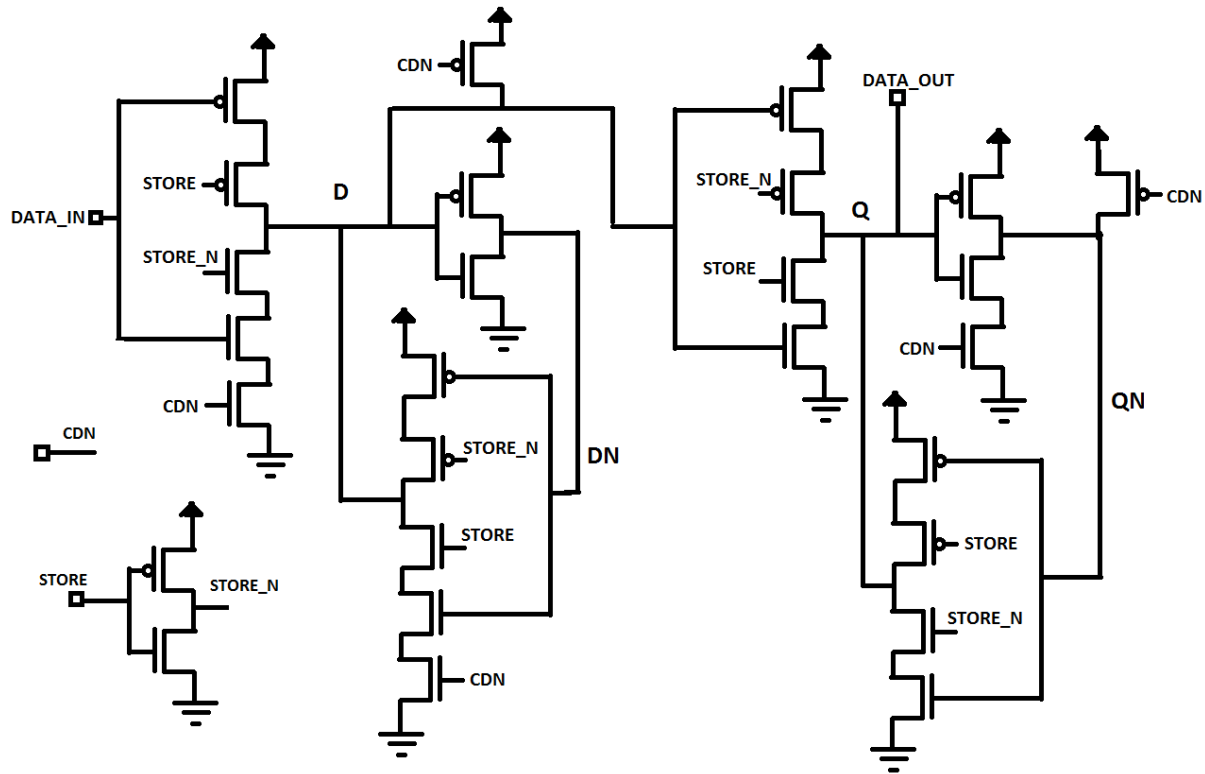 CDN
DATA_OUT
STORE
STORE_N
CDN
D
DATA_IN
Q
STORE_N
STORE
CDN
CDN
QN
CDN
STORE_N
DN
STORE
STORE
STORE
STORE_N
STORE_N
CDN